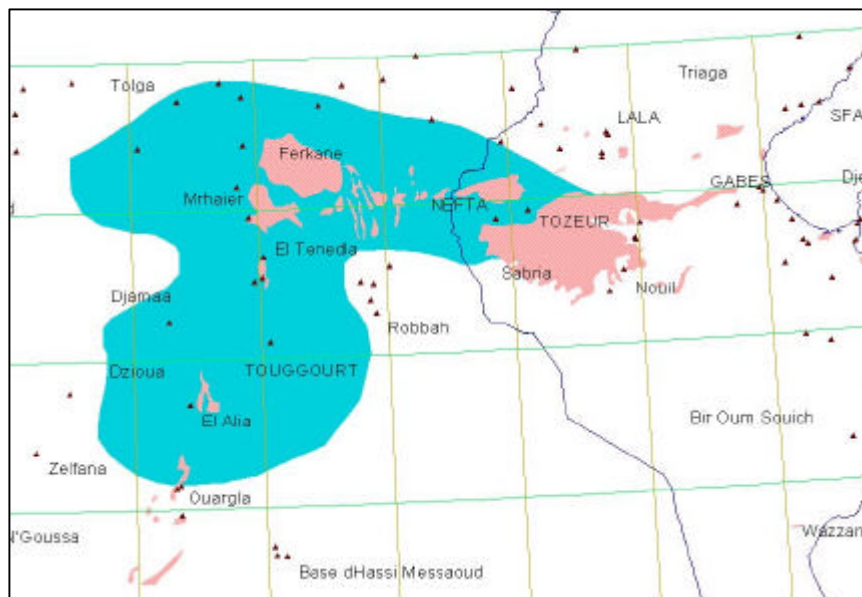 Triaga
Tolga
LALA
SFA
Ferkane
GABES
Dje
Mrhaier
NEFTA
TOZEUR
El Tenedla
Sabria
Nouil
Djamaa
Robbah
Dzioua
TOUGGOURT
El Alia
Bir Oum Souich
Zelfana
Ouargla
N'Goussa
Wazzan
Base dHassi Messaoud